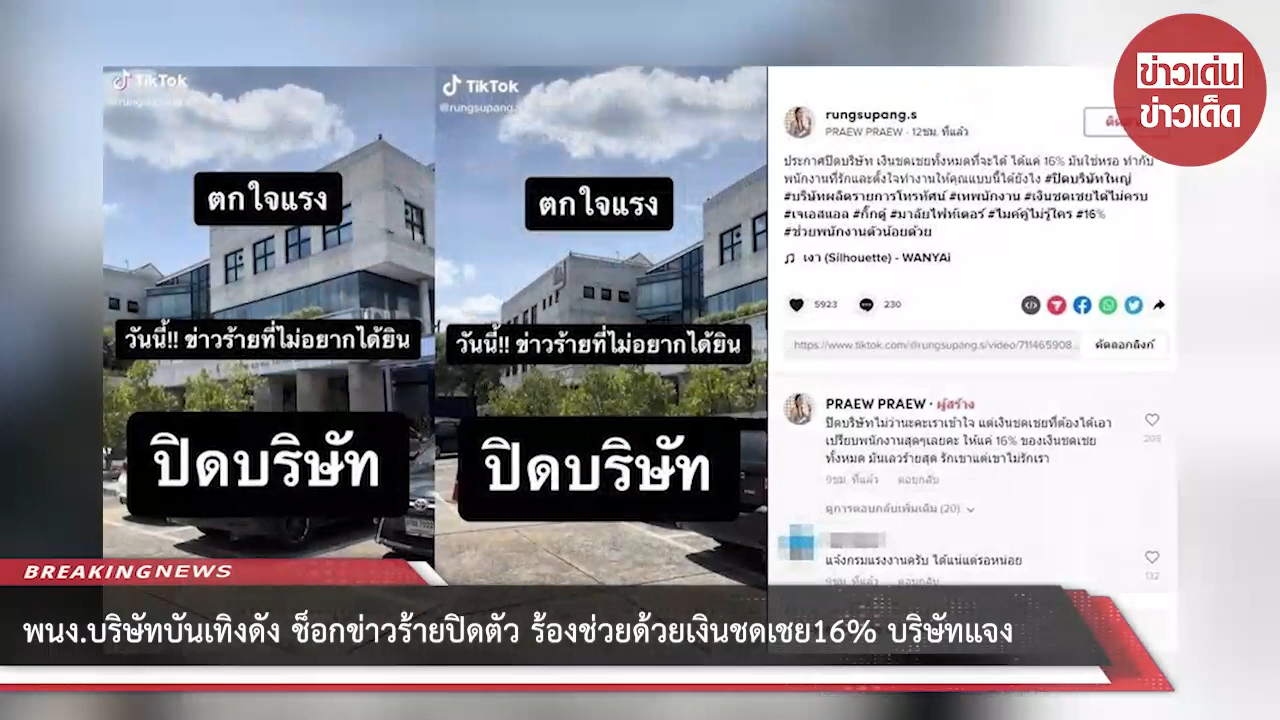 ข่าวเด่น
ข่าวเด็ด
TikTok
ตกใจแรง
วันนี้!! ข่าวร้ายที่ไม่อยากได้ยิน
ปิดบริษัท
TikTok
@rungsupang.s
ตกใจแรง
วันนี้!! ข่าวร้ายที่ไม่อยากได้ยิน
ปิดบริษัท
rungsupang.s
PRAEW PRAEW · 12ชม. ที่แล้ว
ประกาศปิดบริษัท เงินชดเชยทั้งหมดที่จะได้ ได้แค่ 16% มันใช่หรอ ทำกับ
พนักงานที่รักและตั้งใจทำงานให้คุณแบบนี้ได้ยังไง #ปิดบริษัทใหญ่
#บริษัทผลิตรายการโทรทัศน์ #เทพนักงาน #เงินชดเชยได้ไม่ครบ
#เจเอสแอล #กิ๊กดู๋ #มาลัยไฟท์เตอร์ #ไมค์คู่ไม่รู้ใคร #16%
#ช่วยพนักงานตัวน้อยด้วย
เงา (Silhouette) - WANYAi
5923
230
https://www.tiktok.com/@rungsupang.s/video/711465908...
คัดลอกลิงก์
PRAEW PRAEW · ผู้สร้าง
ปิดบริษัทไม่ว่านะคะเราเข้าใจ แต่เงินชดเชยที่ต้องได้เอา
เปรียบพนักงานสุดๆเลยคะ ให้แค่ 16% ของเงินชดเชย
ทั้งหมด มันเลวร้ายสุด รักเขาแต่เขาไม่รักเรา
205
9ชม. ที่แล้ว ตอบกลับ
ดูการตอบกลับเพิ่มเติม (20)
แจ้งกรมแรงงานครับ ได้แน่แต่รอหน่อย
132
9ชม. ที่แล้ว ตอบกลับ
BREAKINGNEWS
พนง.บริษัทบันเทิงดัง ช็อกข่าวร้ายปิดตัว ร้องช่วยด้วยเงินชดเชย16% บริษัทแจง